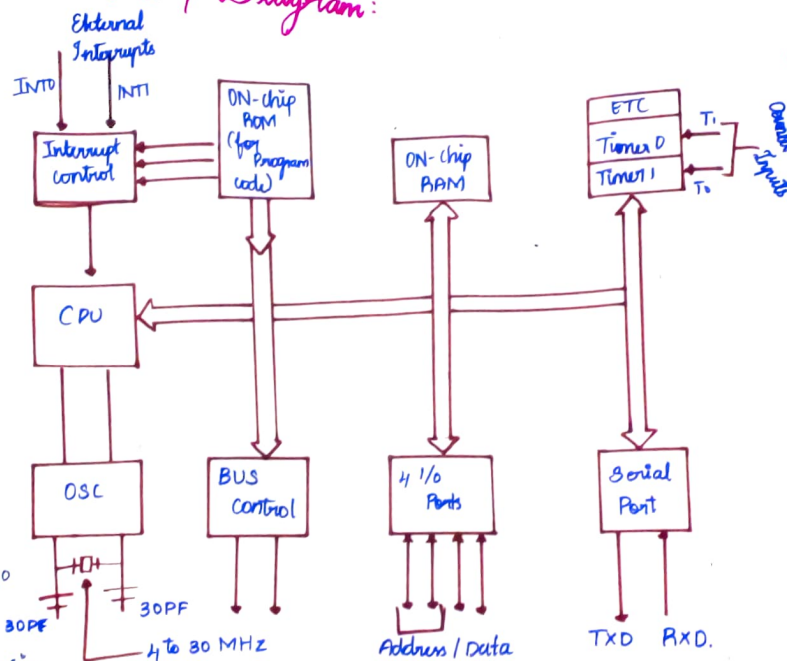 Diagram:
External
Interrupts
INT0
INT1
Interrupt
control
ON-chip
ROM
(for
Program
code)
ON-chip
RAM
ETC
Timer 0
Timer 1
T1
T0
Inputs
CPU
OSC
BUS
Control
4 I/o
Ports
Serial
Port
30PF
30PF
4 to 30 MHz
Address / Data
TXD RXD.